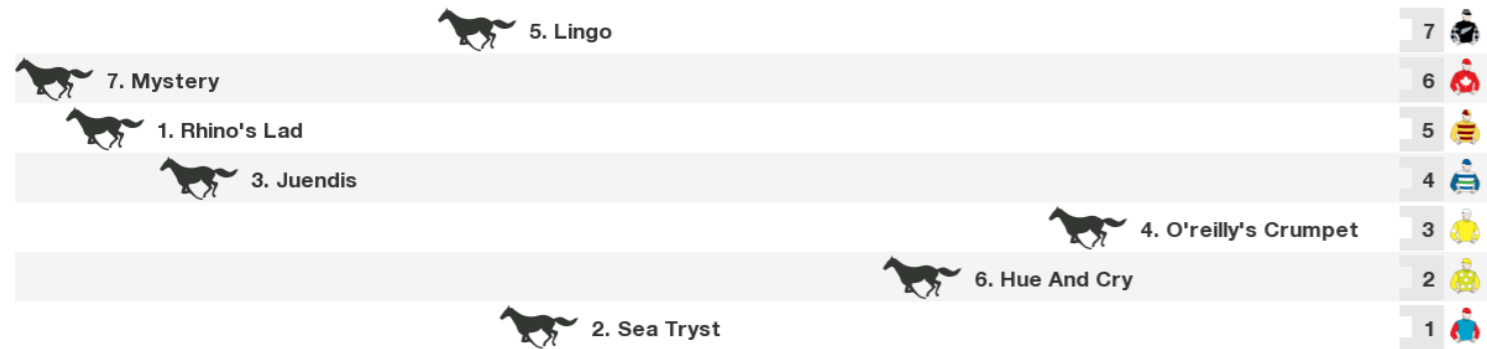 5. Lingo 7
7. Mystery 6
1. Rhino's Lad 5
3. Juendis 4
4. O'reilly's Crumpet 3
6. Hue And Cry 2
2. Sea Tryst 1